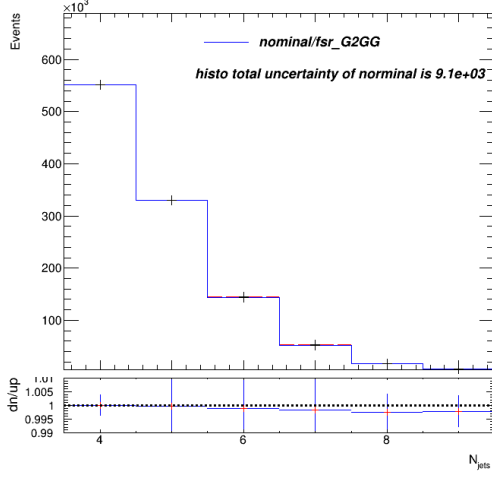 ×10³
Events
nominal/fsr_G2GG
histo total uncertainty of norminal is 9.1e+03
600
500
400
300
200
100
dn/up
1.01
1.005
1
0.995
0.99
4 6 8
N_jets